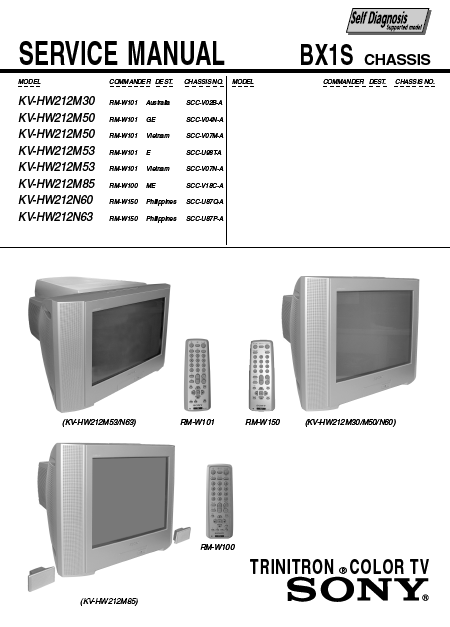 Self Diagnosis
Supported model
SERVICE MANUAL
BX1S CHASSIS
MODEL COMMANDER DEST. CHASSIS NO. MODEL COMMANDER DEST. CHASSIS NO.
KV-HW212M30 RM-W101 Australia SCC-V02B-A
KV-HW212M50 RM-W101 GE SCC-V04N-A
KV-HW212M50 RM-W101 Vietnam SCC-V07M-A
KV-HW212M53 RM-W101 E SCC-U98T-A
KV-HW212M53 RM-W101 Vietnam SCC-V07N-A
KV-HW212M85 RM-W100 ME SCC-V18C-A
KV-HW212N60 RM-W150 Philippines SCC-U87Q-A
KV-HW212N63 RM-W150 Philippines SCC-U87P-A
(KV-HW212M53/N63) RM-W101 RM-W150 (KV-HW212M30/M50/N60)
RM-W100
(KV-HW212M85)
TRINITRON ® COLOR TV
SONY®